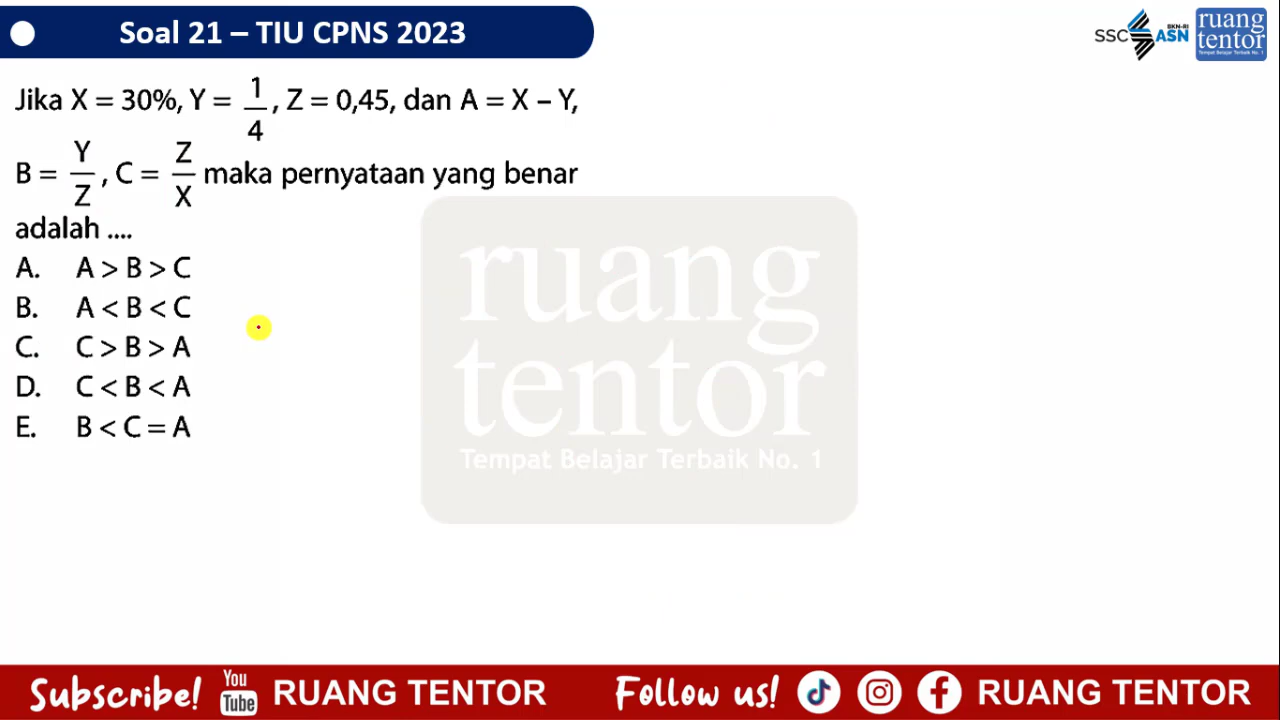 Soal 21 – TIU CPNS 2023
SSC BKN-RI ASN
ruang
tentor
Tempat Belajar Terbaik No. 1
Jika X = 30%, Y = 1/4, Z = 0,45, dan A = X – Y,
B = Y/Z, C = Z/X maka pernyataan yang benar
adalah ....
A. A > B > C
B. A < B < C
C. C > B > A
D. C < B < A
E. B < C = A
ruang
tentor
Tempat Belajar Terbaik No. 1
Subscribe! You Tube RUANG TENTOR Follow us! RUANG TENTOR